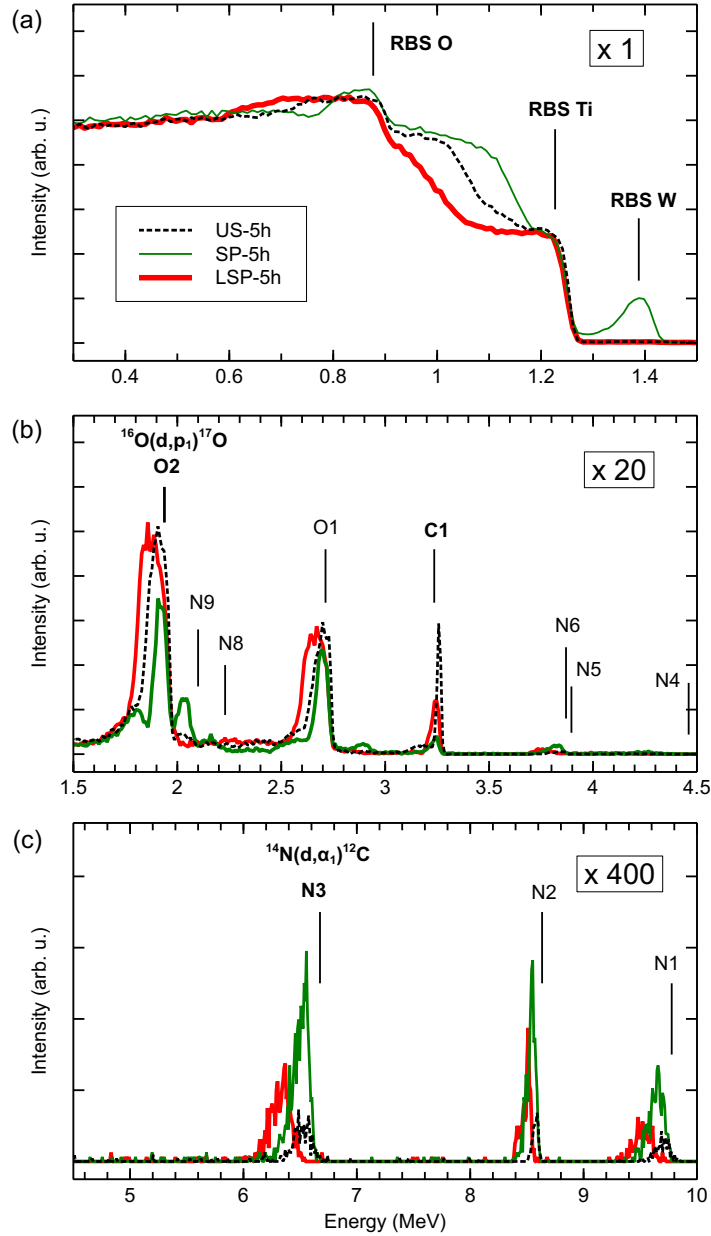 (a)
RBS O
x 1
RBS Ti
RBS W
US-5h
SP-5h
LSP-5h
Intensity (arb. u.)
0.4 0.6 0.8 1 1.2 1.4
(b)
¹⁶O(d,p₁)¹⁷O
O2
x 20
O1
C1
N9
N8
N6
N5
N4
Intensity (arb. u.)
1.5 2 2.5 3 3.5 4 4.5
(c)
¹⁴N(d,α₁)¹²C
x 400
N3
N2
N1
Intensity (arb. u.)
5 6 7 8 9 10
Energy (MeV)